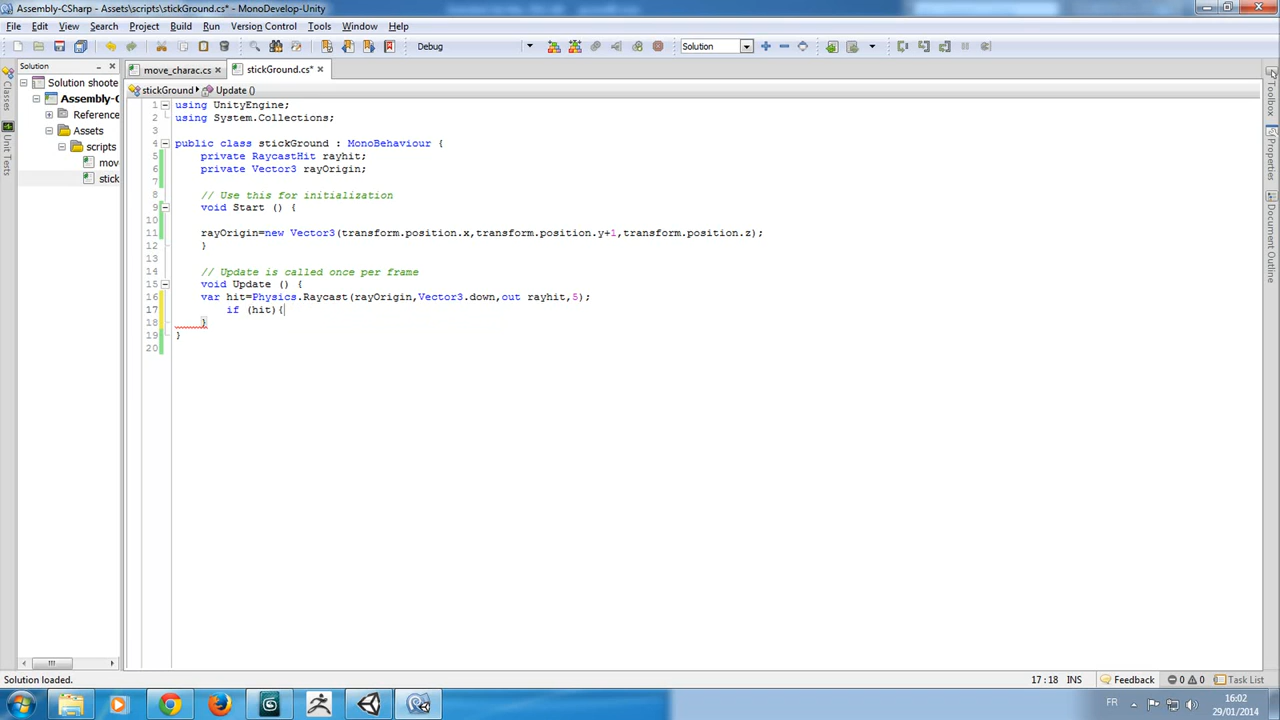 Assembly-CSharp - Assets\scripts\stickGround.cs* - MonoDevelop-Unity
File Edit View Search Project Build Run Version Control Tools Window Help
Debug Solution
Solution move_charac.cs stickGround.cs*
Solution shoote stickGround Update ()
Assembly-C
Reference
Assets
scripts
mov
stick
Classes
Unit Tests
1 using UnityEngine;
2 using System.Collections;
3
4 public class stickGround : MonoBehaviour {
5 private RaycastHit rayhit;
6 private Vector3 rayOrigin;
7
8 // Use this for initialization
9 void Start () {
10
11 rayOrigin=new Vector3(transform.position.x,transform.position.y+1,transform.position.z);
12 }
13
14 // Update is called once per frame
15 void Update () {
16 var hit=Physics.Raycast(rayOrigin,Vector3.down,out rayhit,5);
17 if (hit){
18 }
19 }
20
Toolbox
Properties
Document Outline
Solution loaded. 17 : 18 INS Feedback 0 0 Task List
FR 16:02
29/01/2014